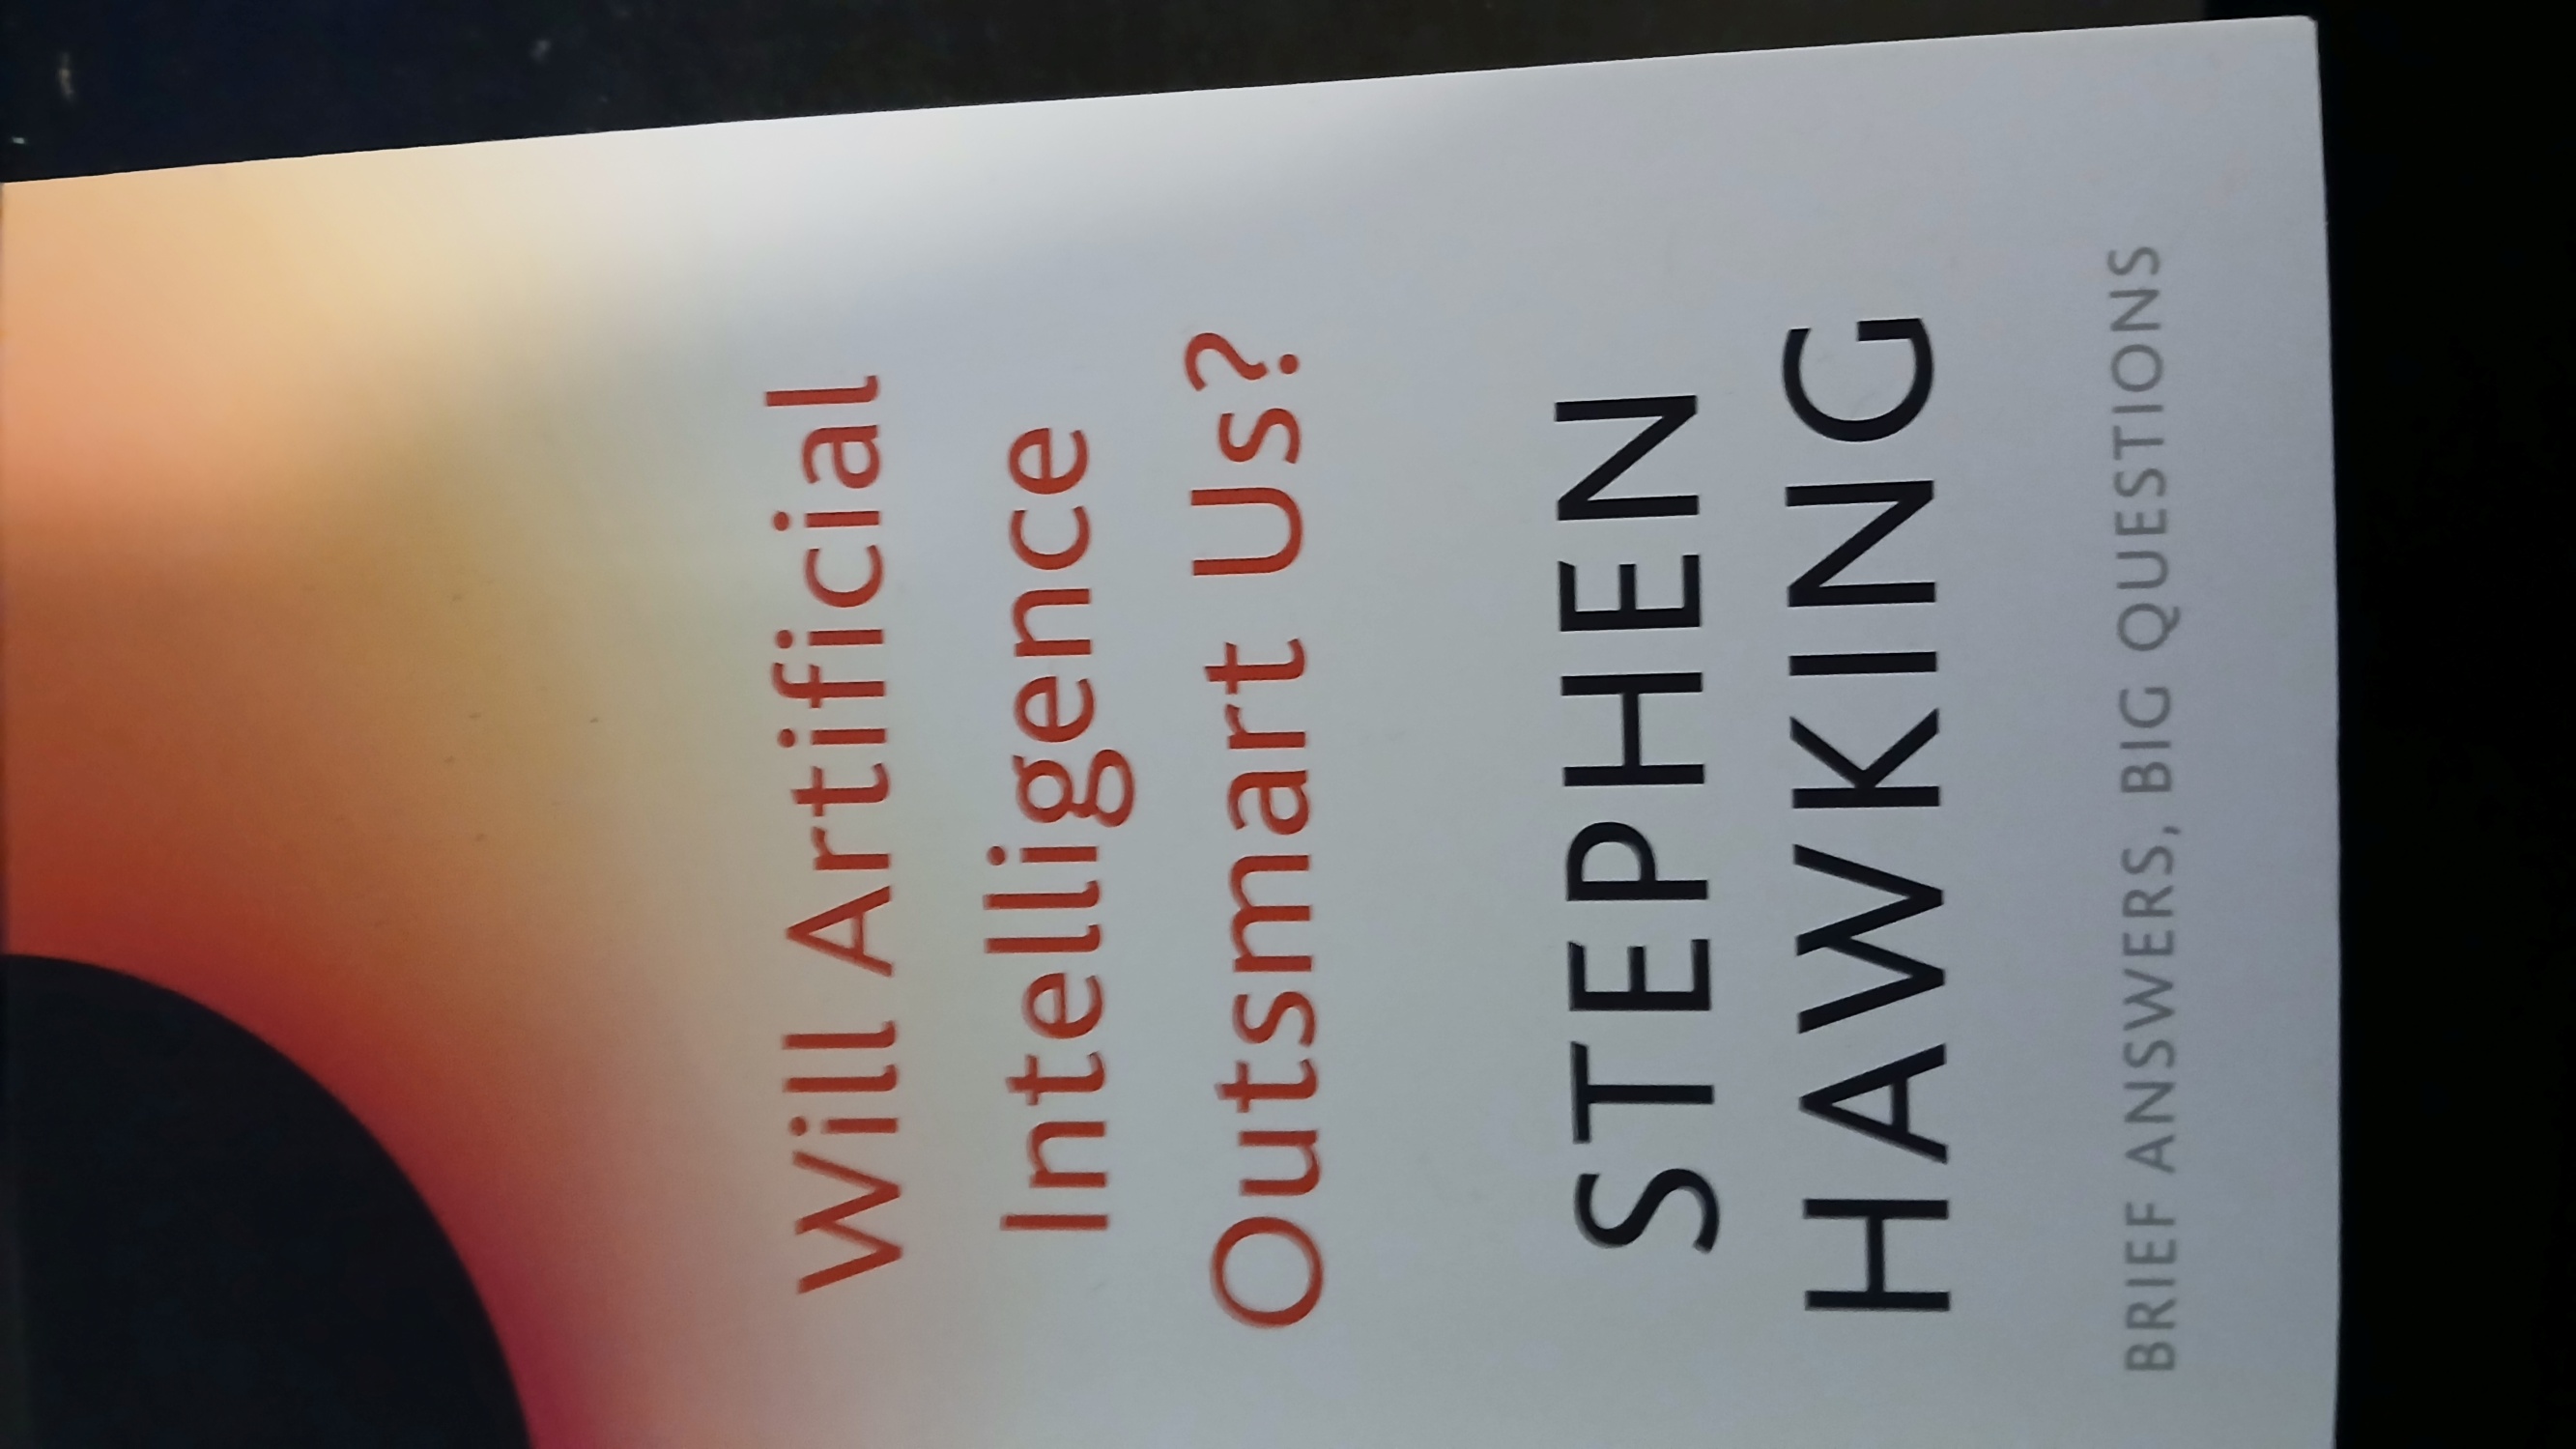 Will Artificial
Intelligence
Outsmart Us?
STEPHEN
HAWKING
BRIEF ANSWERS, BIG QUESTIONS